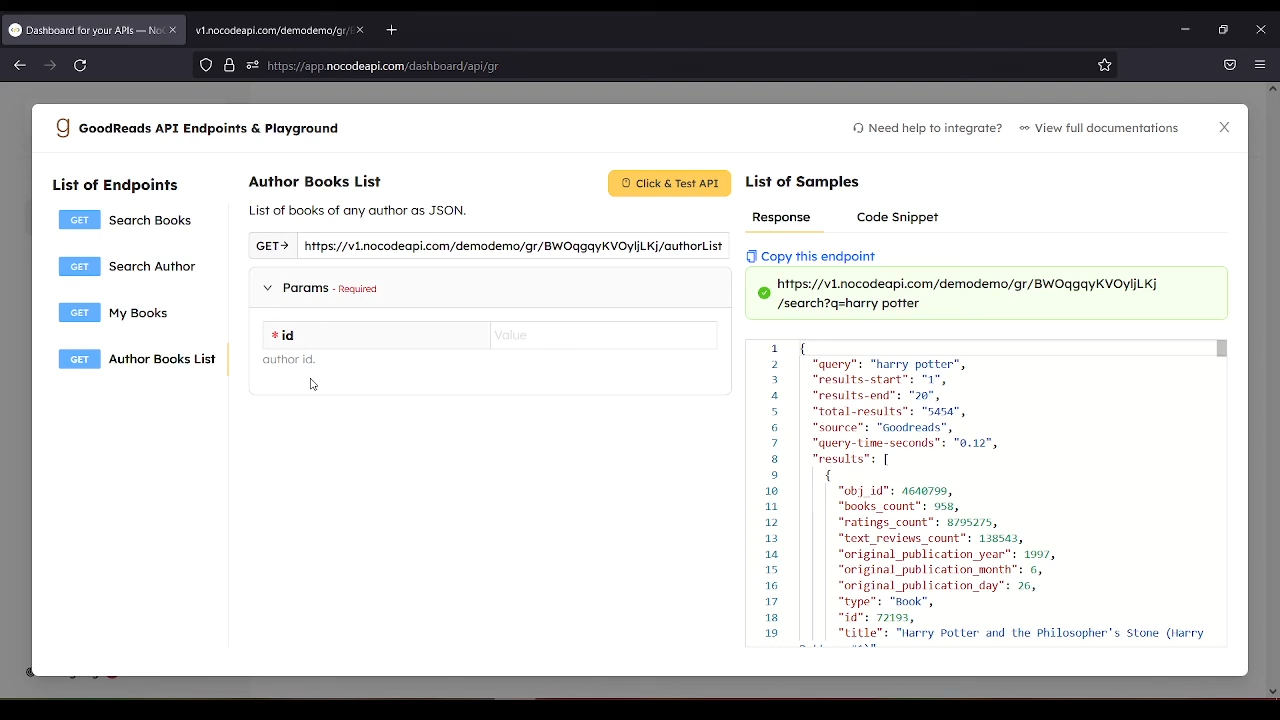 Dashboard for your APIs — NoC
v1.nocodeapi.com/demodemo/gr/
https://app.nocodeapi.com/dashboard/api/gr
g GoodReads API Endpoints & Playground
Need help to integrate?
View full documentations
List of Endpoints
GET Search Books
GET Search Author
GET My Books
GET Author Books List
Author Books List
Click & Test API
List of books of any author as JSON.
GET https://v1.nocodeapi.com/demodemo/gr/BWOqgqyKVOyljLKj/authorList
Params - Required
* id Value
author id.
List of Samples
Response Code Snippet
Copy this endpoint
https://v1.nocodeapi.com/demodemo/gr/BWOqgqyKVOyljLKj
/search?q=harry potter
1 {
2 "query": "harry potter",
3 "results-start": "1",
4 "results-end": "20",
5 "total-results": "5454",
6 "source": "Goodreads",
7 "query-time-seconds": "0.12",
8 "results": [
9 {
10 "obj_id": 4640799,
11 "books_count": 958,
12 "ratings_count": 8795275,
13 "text_reviews_count": 138543,
14 "original_publication_year": 1997,
15 "original_publication_month": 6,
16 "original_publication_day": 26,
17 "type": "Book",
18 "id": 72193,
19 "title": "Harry Potter and the Philosopher's Stone (Harry